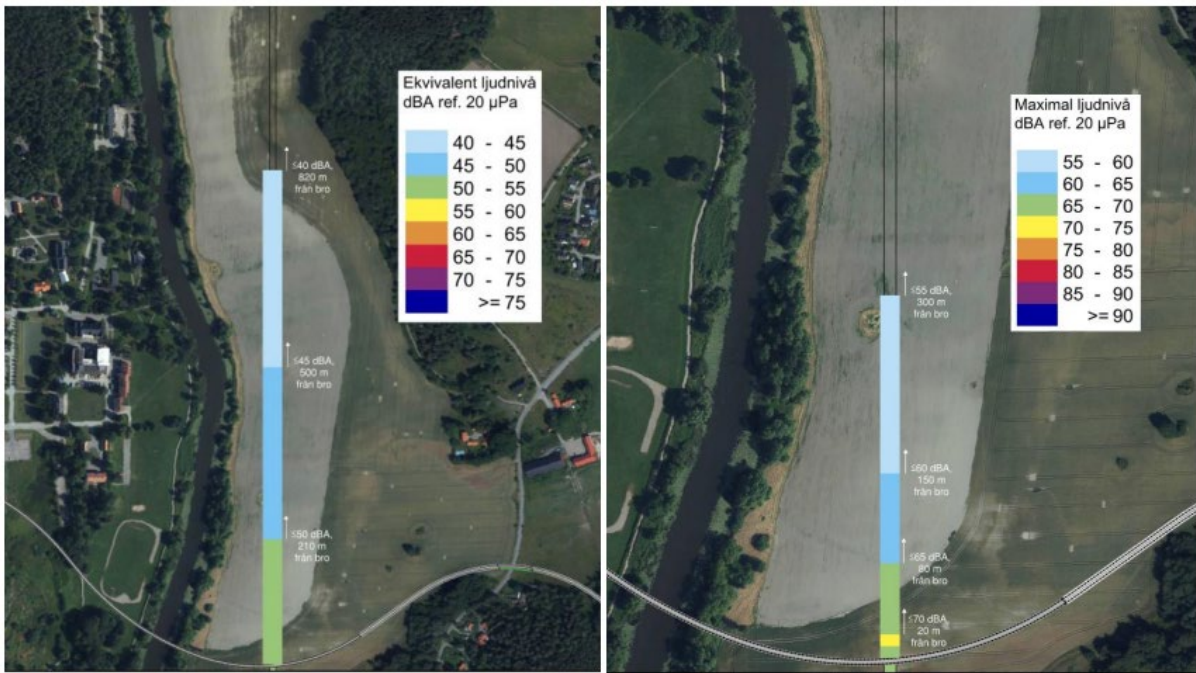 Ekvivalent ljudnivå
dBA ref. 20 µPa
40 - 45
45 - 50
50 - 55
55 - 60
60 - 65
65 - 70
70 - 75
>= 75
≤40 dBA,
820 m
från bro
≤45 dBA,
500 m
från bro
≤50 dBA,
210 m
från bro
Maximal ljudnivå
dBA ref. 20 µPa
55 - 60
60 - 65
65 - 70
70 - 75
75 - 80
80 - 85
85 - 90
>= 90
≤55 dBA,
300 m
från bro
≤60 dBA,
150 m
från bro
≤65 dBA,
80 m
från bro
≤70 dBA,
20 m
från bro